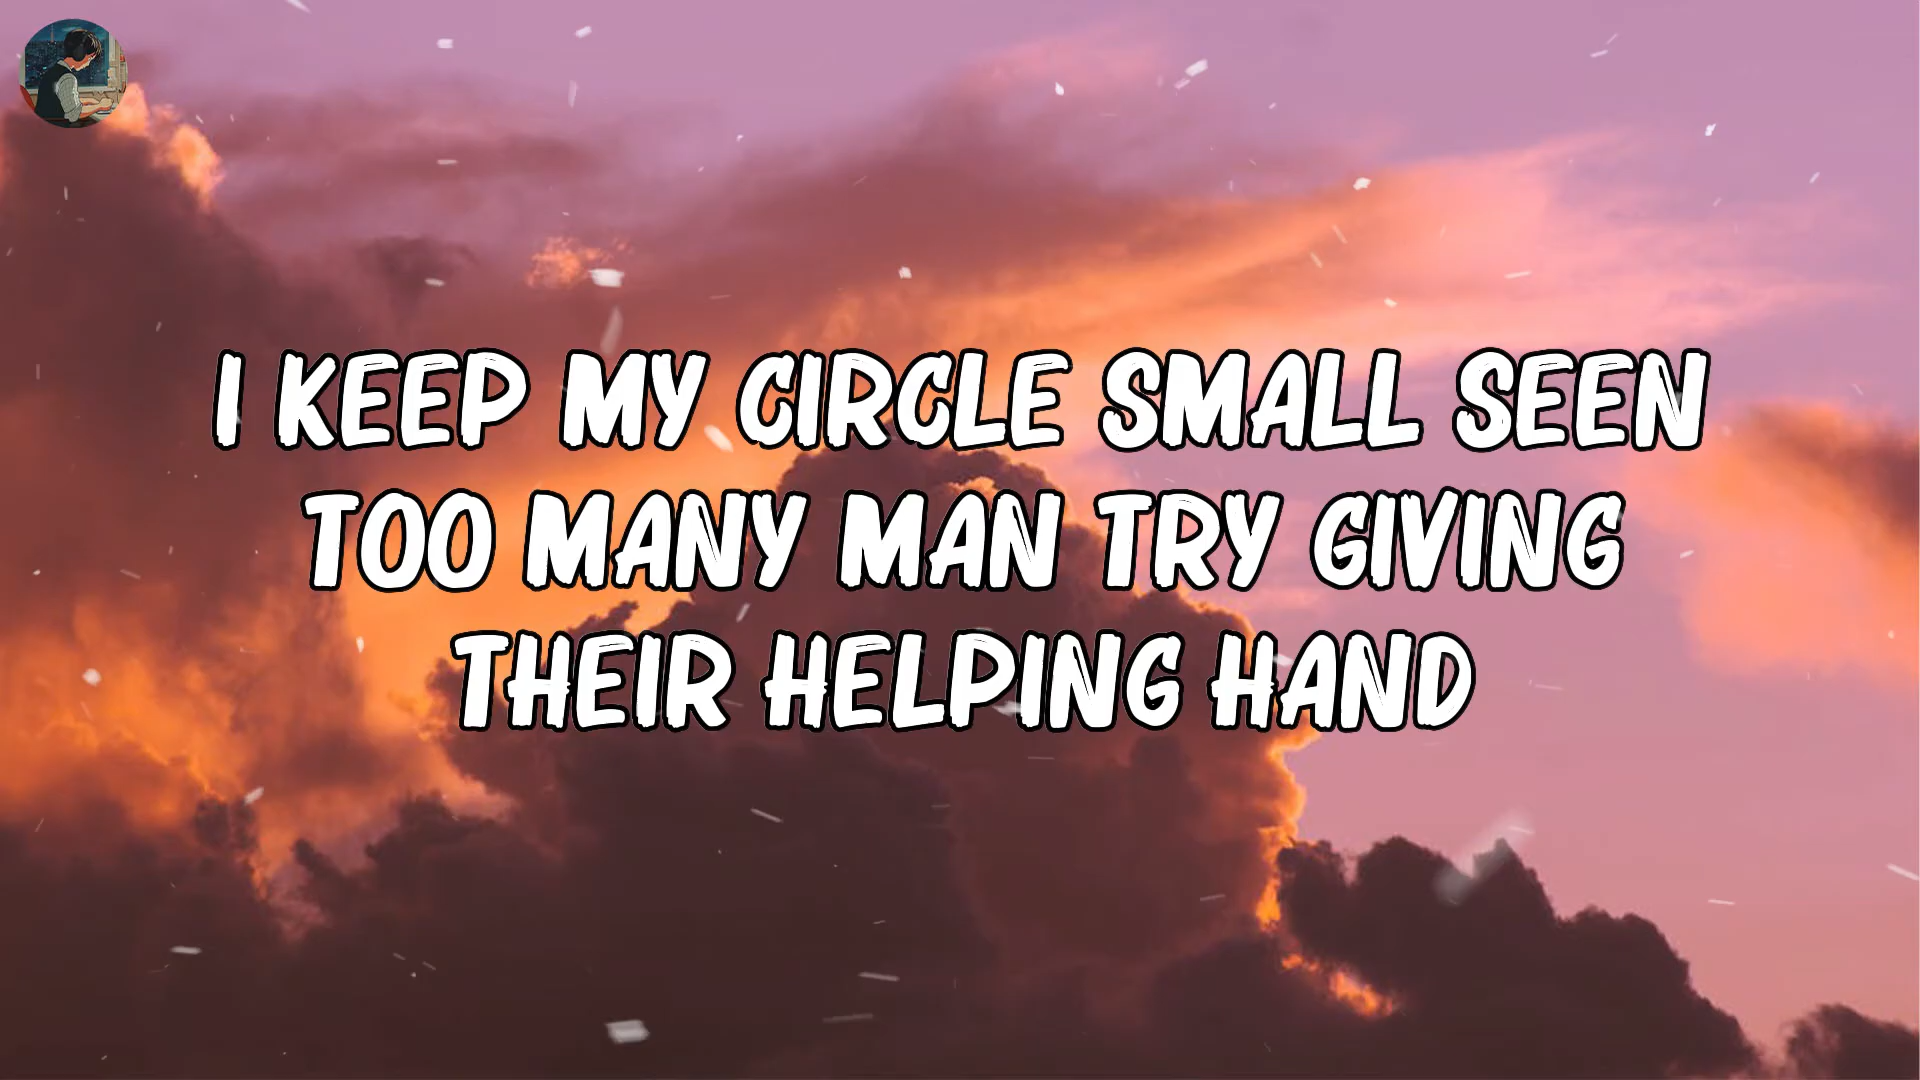 I KEEP MY CIRCLE SMALL SEEN
TOO MANY MAN TRY GIVING
THEIR HELPING HAND